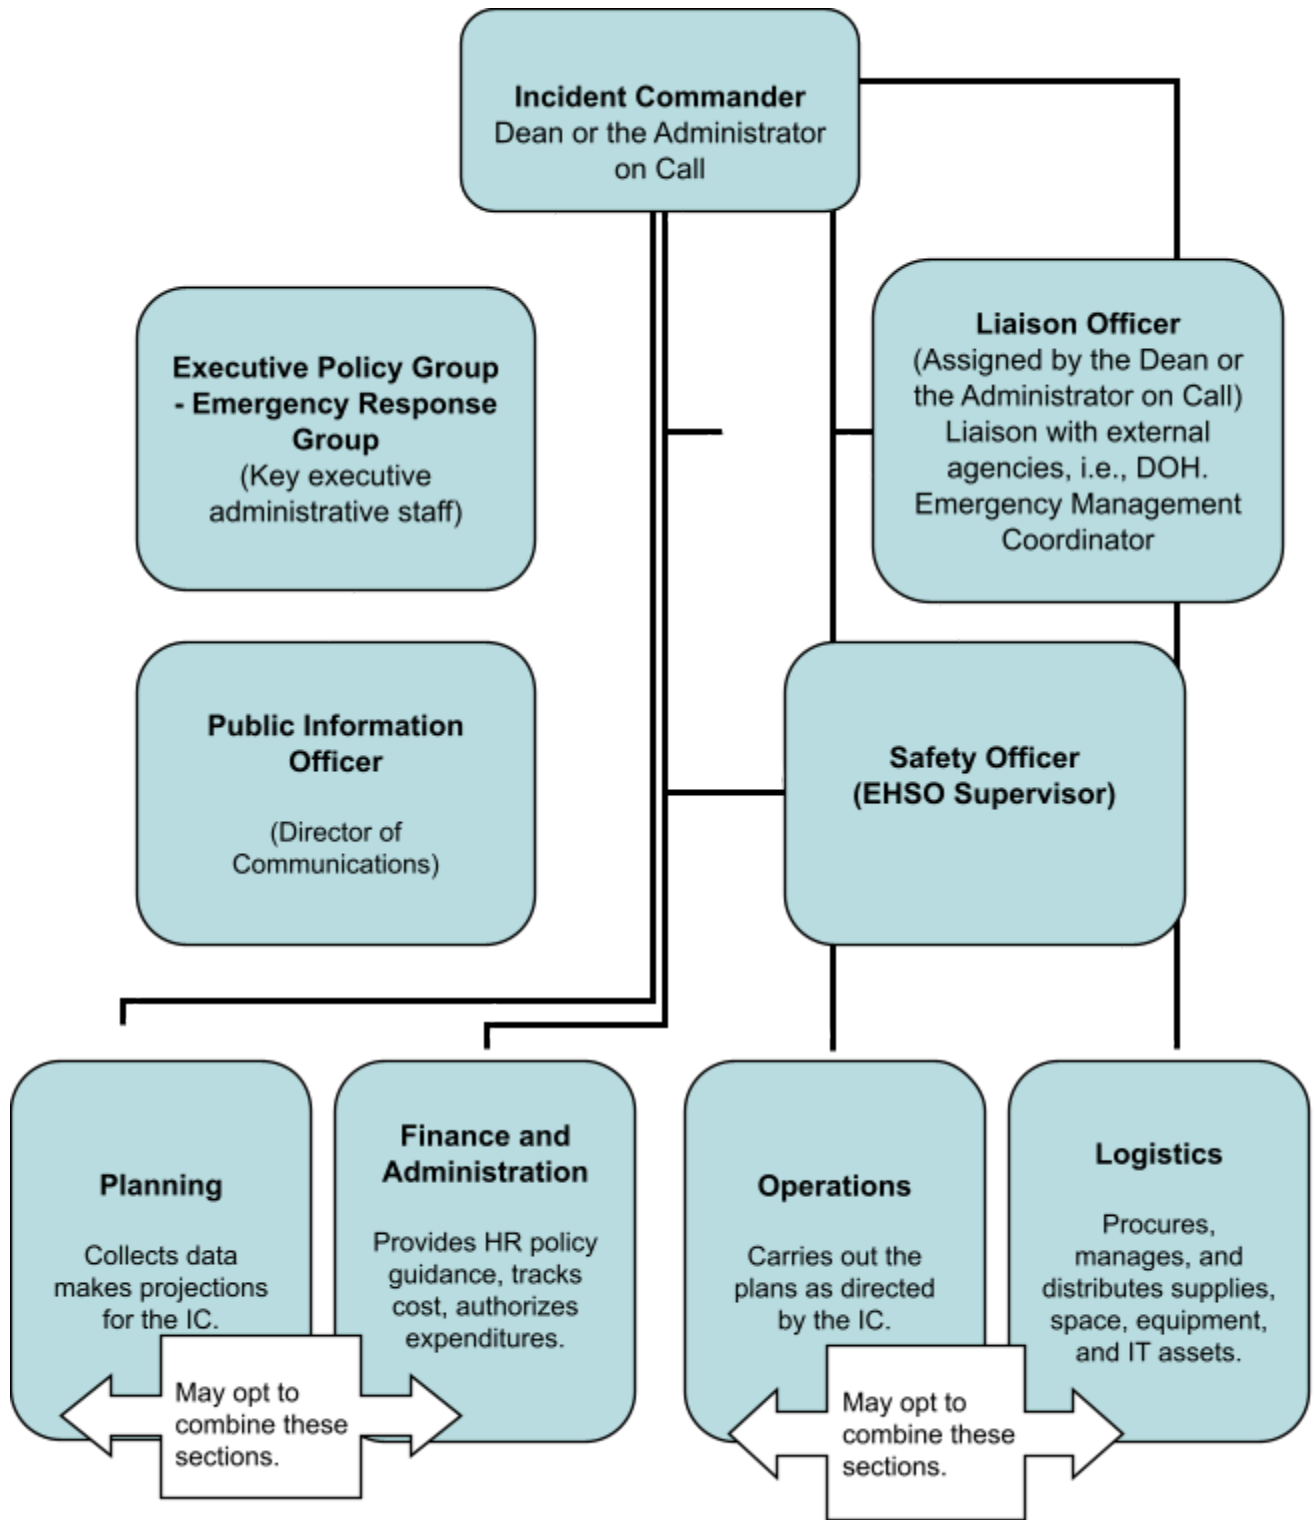 Incident Commander
Dean or the Administrator
on Call
Executive Policy Group
- Emergency Response
Group
(Key executive
administrative staff)
Liaison Officer
(Assigned by the Dean or
the Administrator on Call)
Liaison with external
agencies, i.e., DOH.
Emergency Management
Coordinator
Public Information
Officer
(Director of
Communications)
Safety Officer
(EHSO Supervisor)
Planning
Collects data
makes projections
for the IC.
Finance and
Administration
Provides HR policy
guidance, tracks
cost, authorizes
expenditures.
May opt to
combine these
sections.
Operations
Carries out the
plans as directed
by the IC.
Logistics
Procures,
manages, and
distributes supplies,
space, equipment,
and IT assets.
May opt to
combine these
sections.